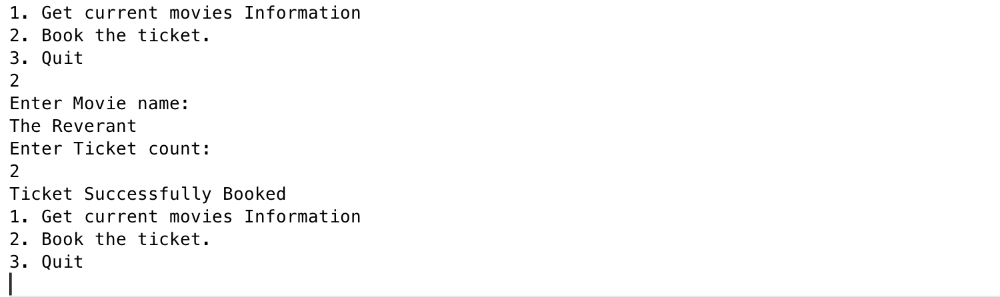 1. Get current movies Information
2. Book the ticket.
3. Quit
2
Enter Movie name:
The Reverant
Enter Ticket count:
2
Ticket Successfully Booked
1. Get current movies Information
2. Book the ticket.
3. Quit